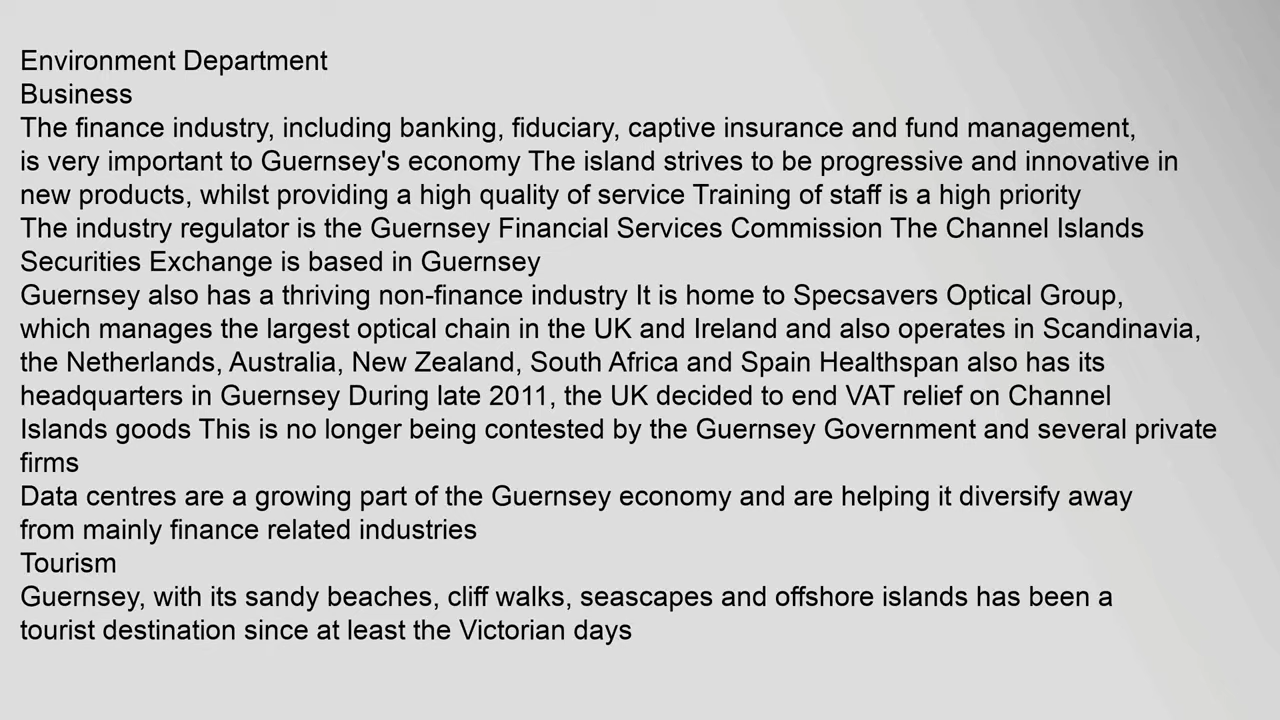 Environment Department
Business
The finance industry, including banking, fiduciary, captive insurance and fund management,
is very important to Guernsey's economy The island strives to be progressive and innovative in
new products, whilst providing a high quality of service Training of staff is a high priority
The industry regulator is the Guernsey Financial Services Commission The Channel Islands
Securities Exchange is based in Guernsey
Guernsey also has a thriving non-finance industry It is home to Specsavers Optical Group,
which manages the largest optical chain in the UK and Ireland and also operates in Scandinavia,
the Netherlands, Australia, New Zealand, South Africa and Spain Healthspan also has its
headquarters in Guernsey During late 2011, the UK decided to end VAT relief on Channel
Islands goods This is no longer being contested by the Guernsey Government and several private
firms
Data centres are a growing part of the Guernsey economy and are helping it diversify away
from mainly finance related industries
Tourism
Guernsey, with its sandy beaches, cliff walks, seascapes and offshore islands has been a
tourist destination since at least the Victorian days